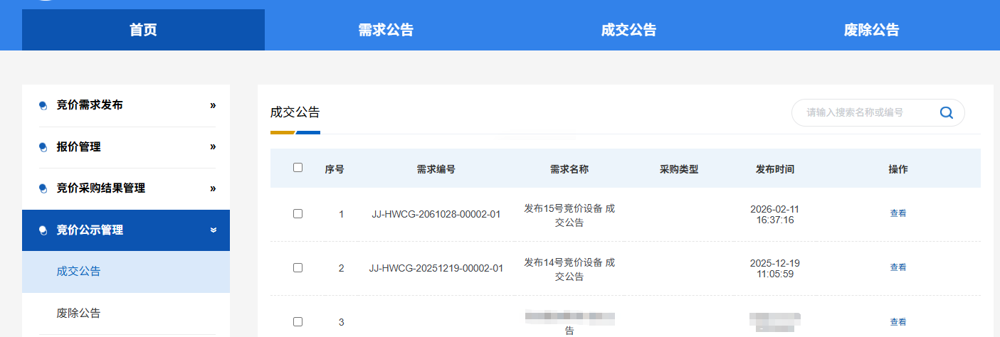 首页 需求公告 成交公告 废除公告
竞价需求发布 »
报价管理 »
竞价采购结果管理 »
竞价公示管理
成交公告
废除公告
成交公告
请输入搜索名称或编号
序号 需求编号 需求名称 采购类型 发布时间 操作
1 JJ-HWCG-2061028-00002-01 发布15号竞价设备 成
交公告 2026-02-11
16:37:16 查看
2 JJ-HWCG-20251219-00002-01 发布14号竞价设备 成
交公告 2025-12-19
11:05:59 查看
3 告 查看